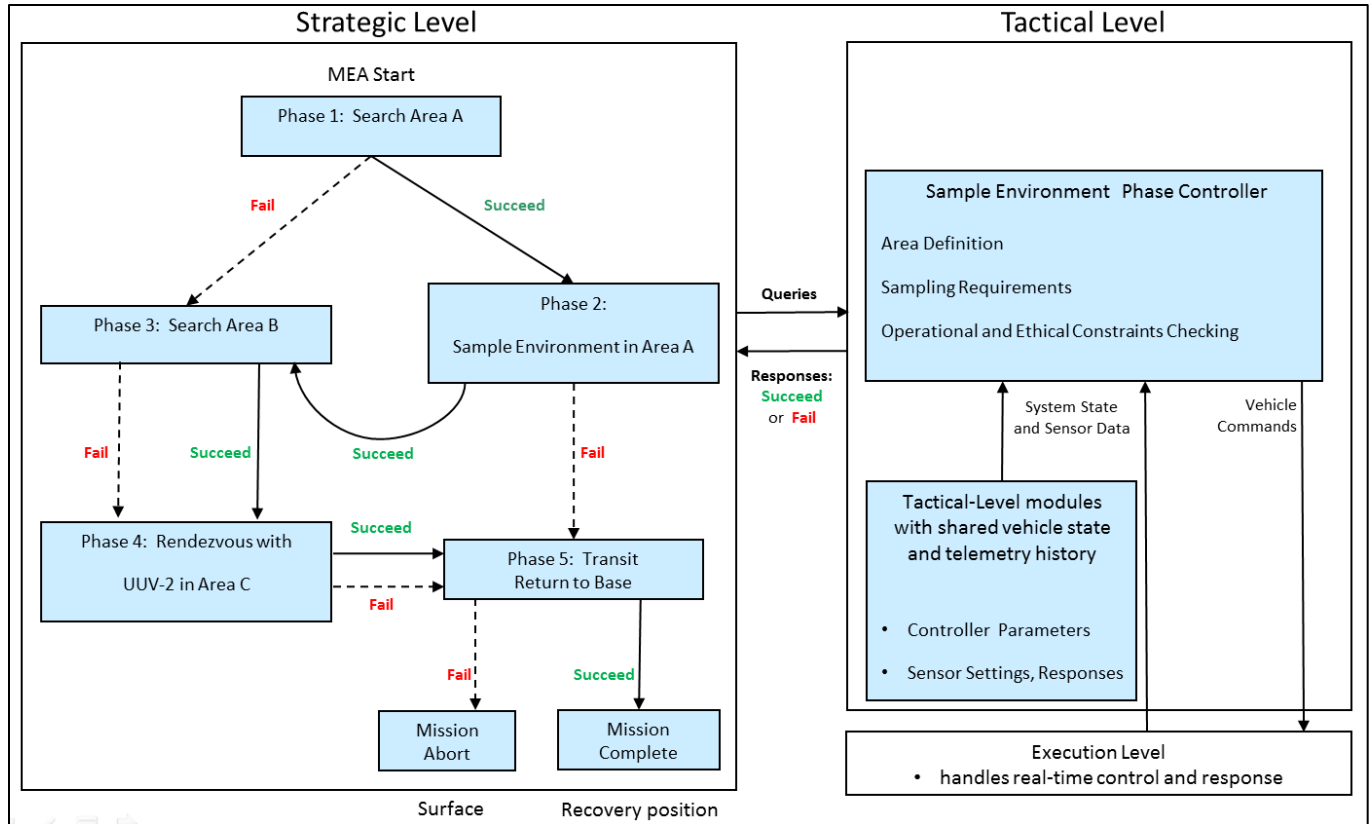 Strategic Level
MEA Start
Phase 1: Search Area A
Fail
Succeed
Phase 3: Search Area B
Phase 2:
Sample Environment in Area A
Fail
Succeed
Succeed
Fail
Phase 4: Rendezvous with
UUV-2 in Area C
Succeed
Fail
Phase 5: Transit
Return to Base
Fail
Succeed
Mission
Abort
Mission
Complete
Surface
Recovery position
Queries
Responses:
Succeed
or Fail
Tactical Level
Sample Environment Phase Controller
Area Definition
Sampling Requirements
Operational and Ethical Constraints Checking
System State
and Sensor Data
Vehicle
Commands
Tactical-Level modules
with shared vehicle state
and telemetry history
• Controller Parameters
• Sensor Settings, Responses
Execution Level
• handles real-time control and response